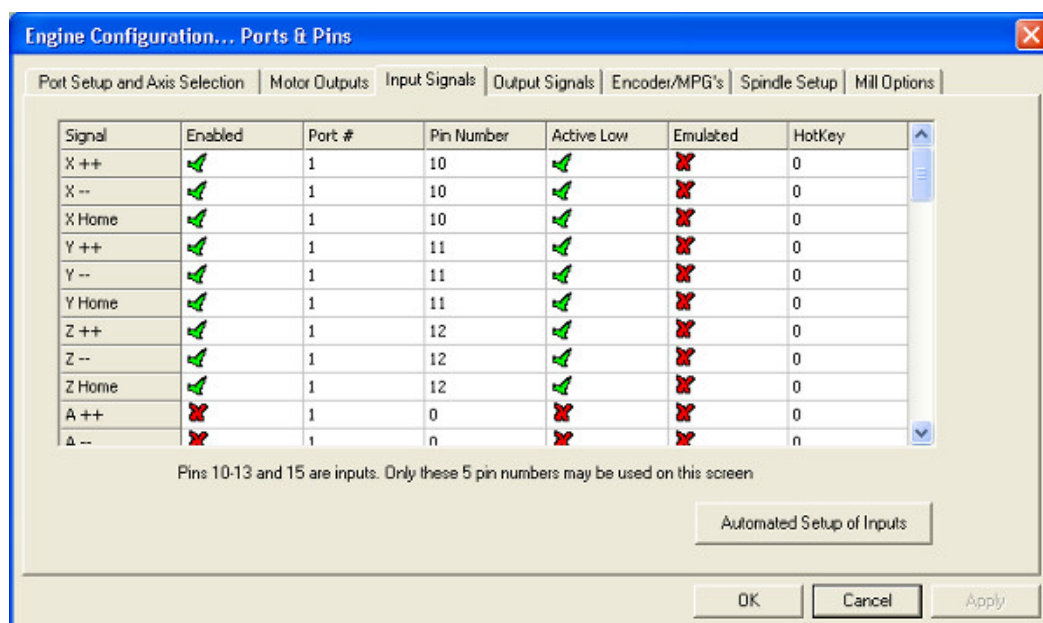 Engine Configuration... Ports & Pins
Port Setup and Axis Selection Motor Outputs Input Signals Output Signals Encoder/MPG's Spindle Setup Mill Options
Signal Enabled Port # Pin Number Active Low Emulated HotKey
X ++ 1 10 0
X -- 1 10 0
X Home 1 10 0
Y ++ 1 11 0
Y -- 1 11 0
Y Home 1 11 0
Z ++ 1 12 0
Z -- 1 12 0
Z Home 1 12 0
A ++ 1 0 0
A -- 1 0 0
Pins 10-13 and 15 are inputs. Only these 5 pin numbers may be used on this screen
Automated Setup of Inputs
OK Cancel Apply